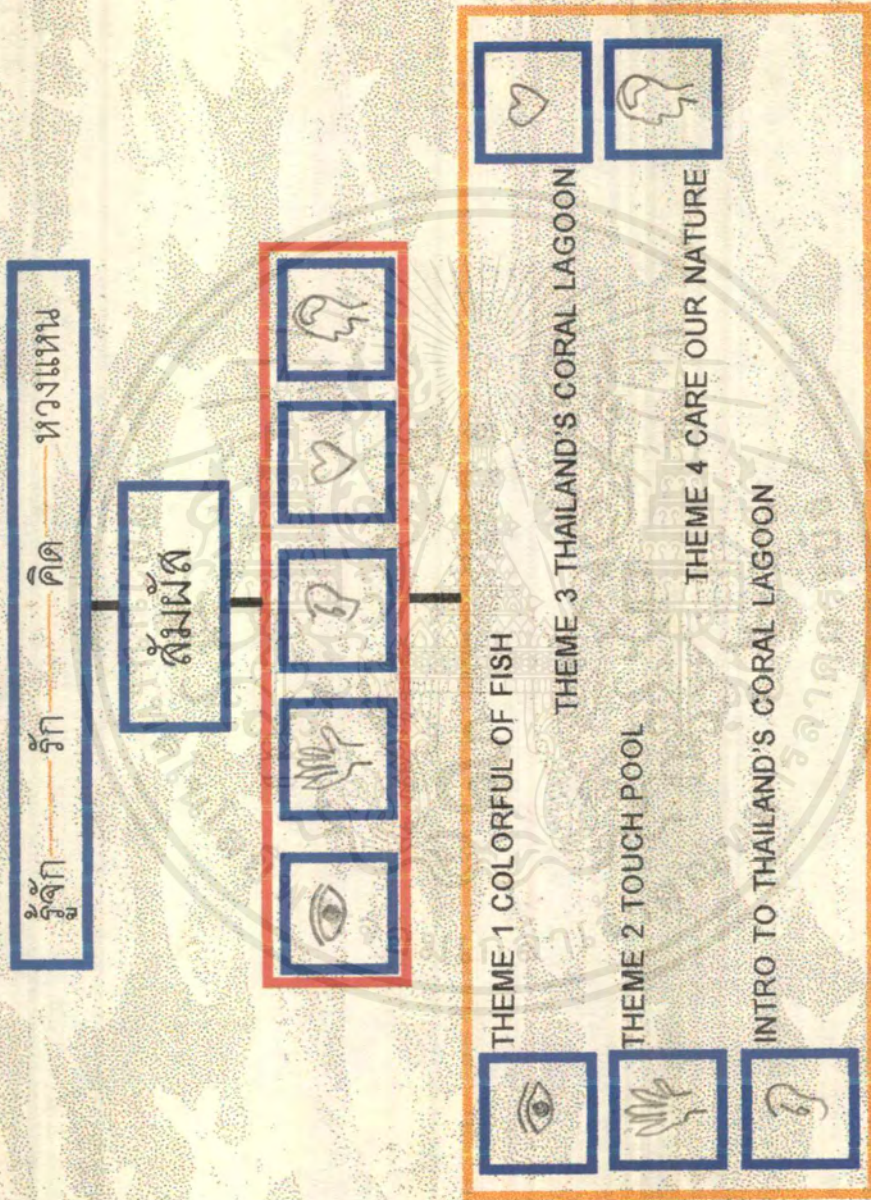 รู้จัก รัก คิด หวงแหน
สัมผัส
THEME 1 COLORFUL OF FISH
THEME 3 THAILAND'S CORAL LAGOON
THEME 2 TOUCH POOL
THEME 4 CARE OUR NATURE
INTRO TO THAILAND'S CORAL LAGOON